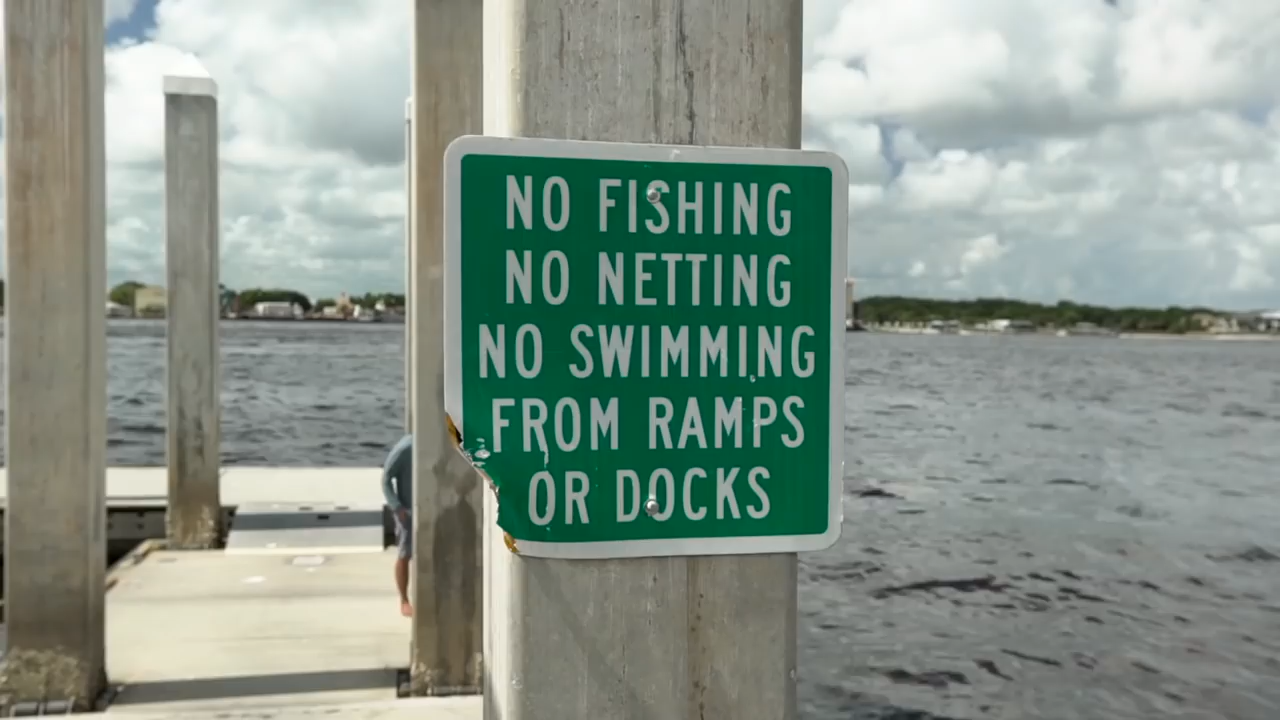 NO FISHING
NO NETTING
NO SWIMMING
FROM RAMPS
OR DOCKS